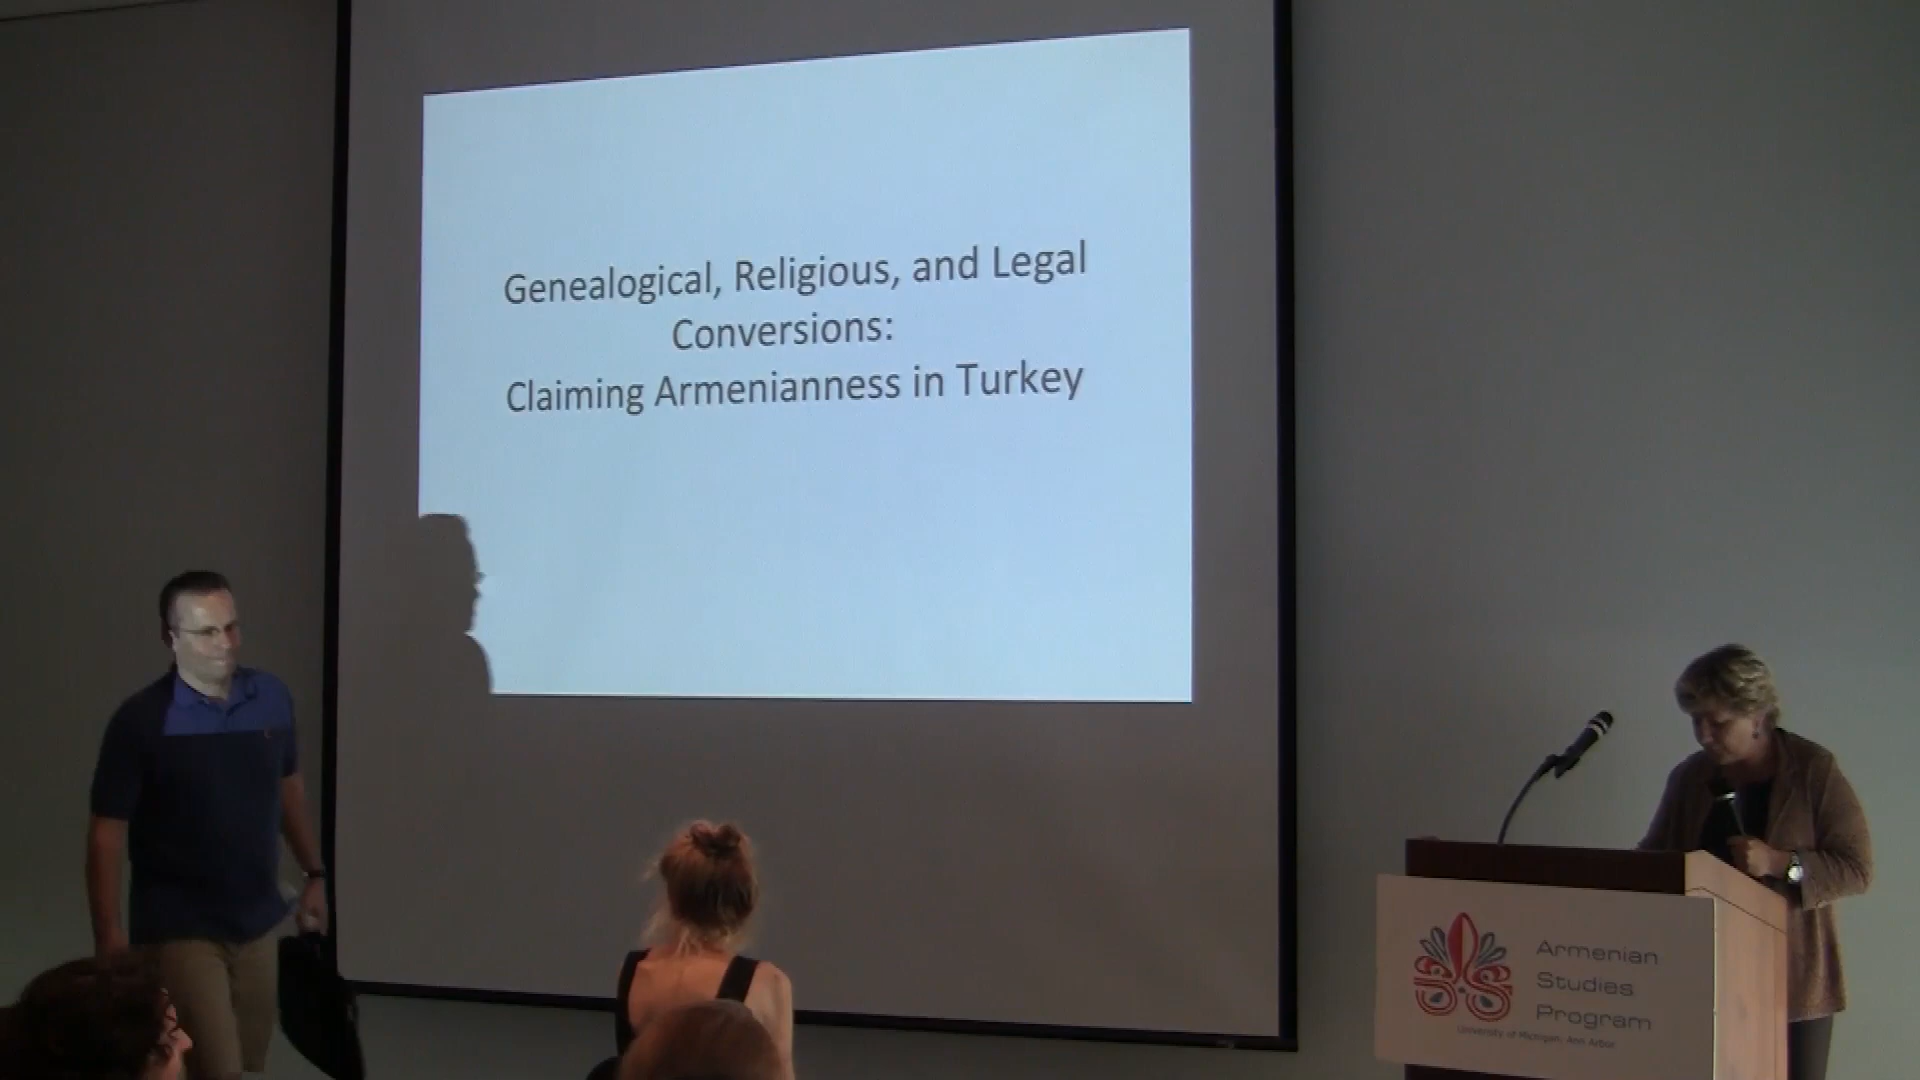 Genealogical, Religious, and Legal
Conversions:
Claiming Armenianness in Turkey
Armenian
Studies
Program
University of Michigan, Ann Arbor